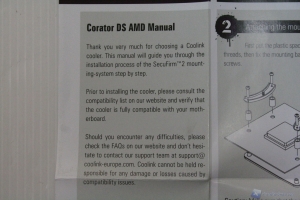 Corator DS AMD Manual
Thank you very much for choosing a Coolink
cooler. This manual will guide you through the
installation process of the SecuFirm™2 mount-
ing-system step by step.
Prior to installing the cooler, please consult the
compatibility list on our website and verify that
the cooler is fully compatible with your moth-
erboard.
Should you encounter any difficulties, please
check the FAQs on our website and don't hesi-
tate to contact our support team at support@
coolink-europe.com. Coolink cannot be held re-
sponsible for any damage or losses caused by
compatibility issues.
2
the mou